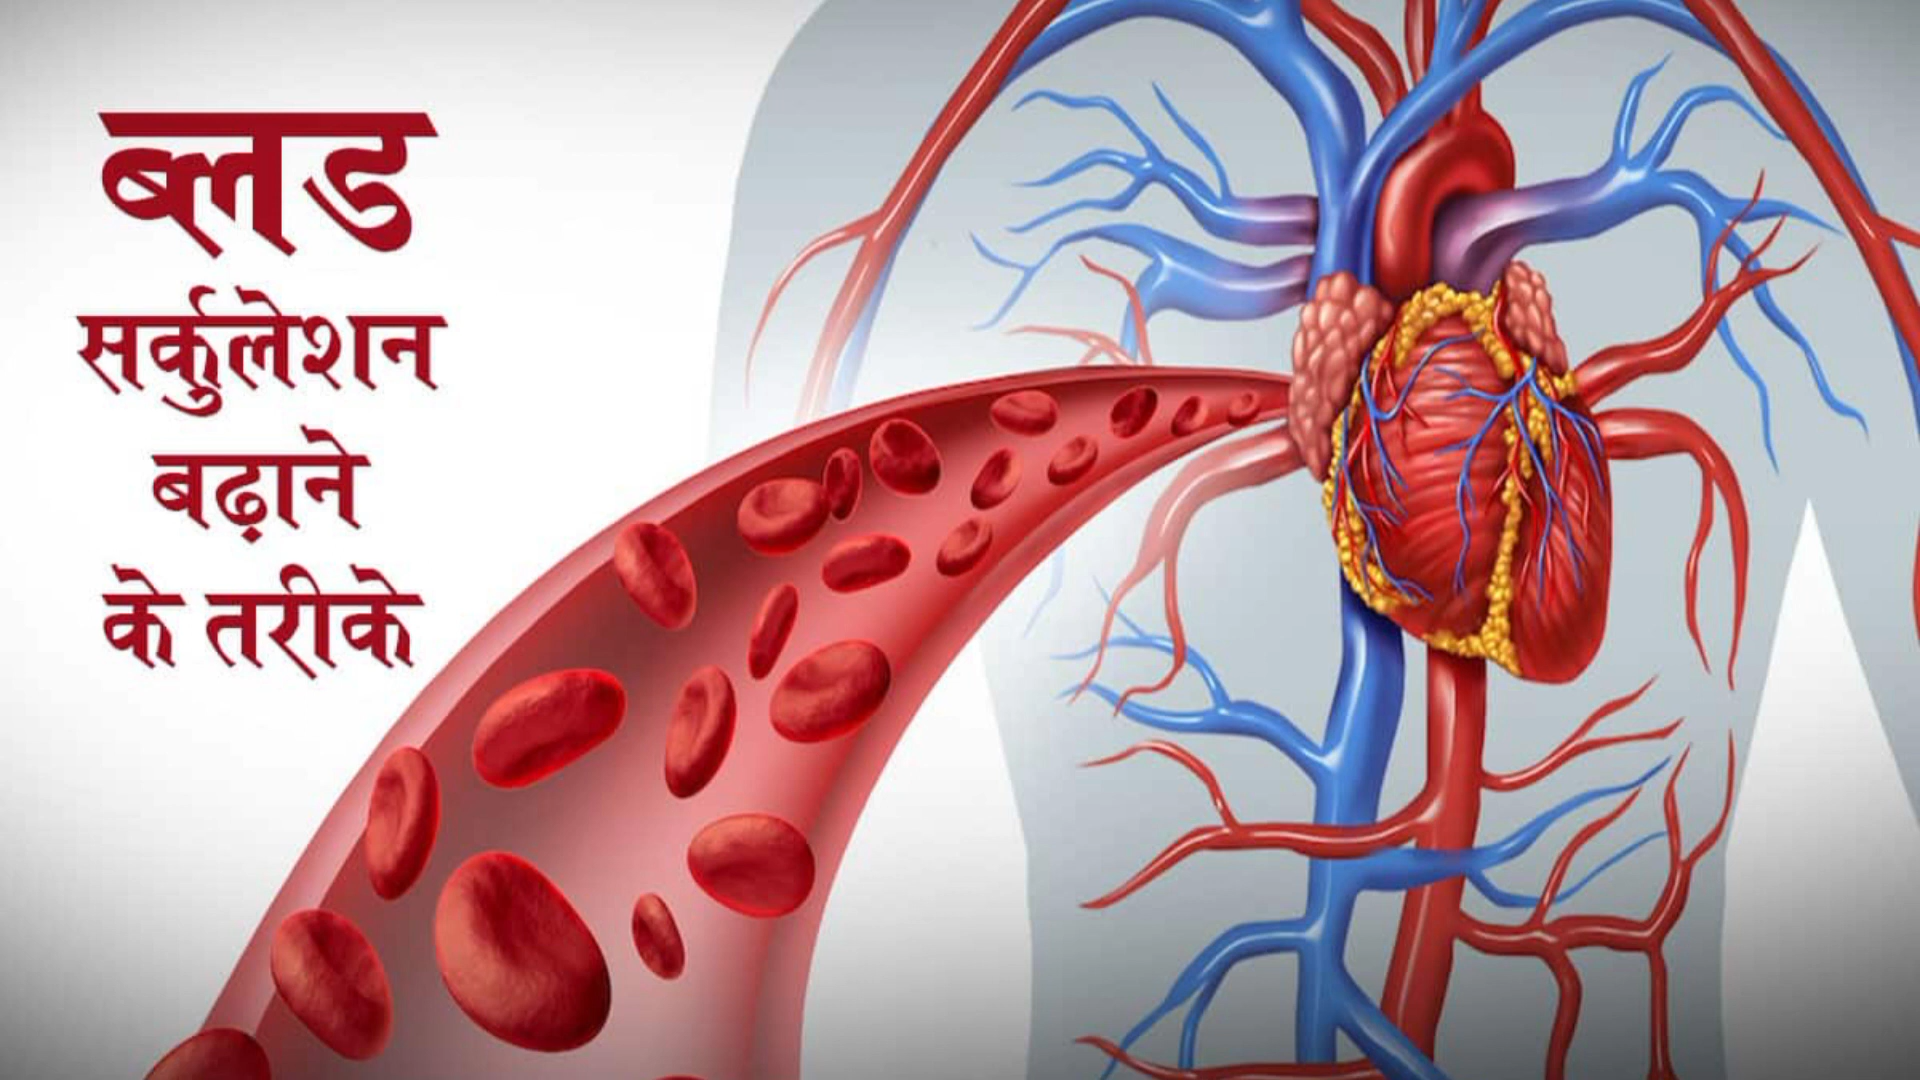 ब्लड
सर्कुलेशन
बढ़ाने
के तरीके